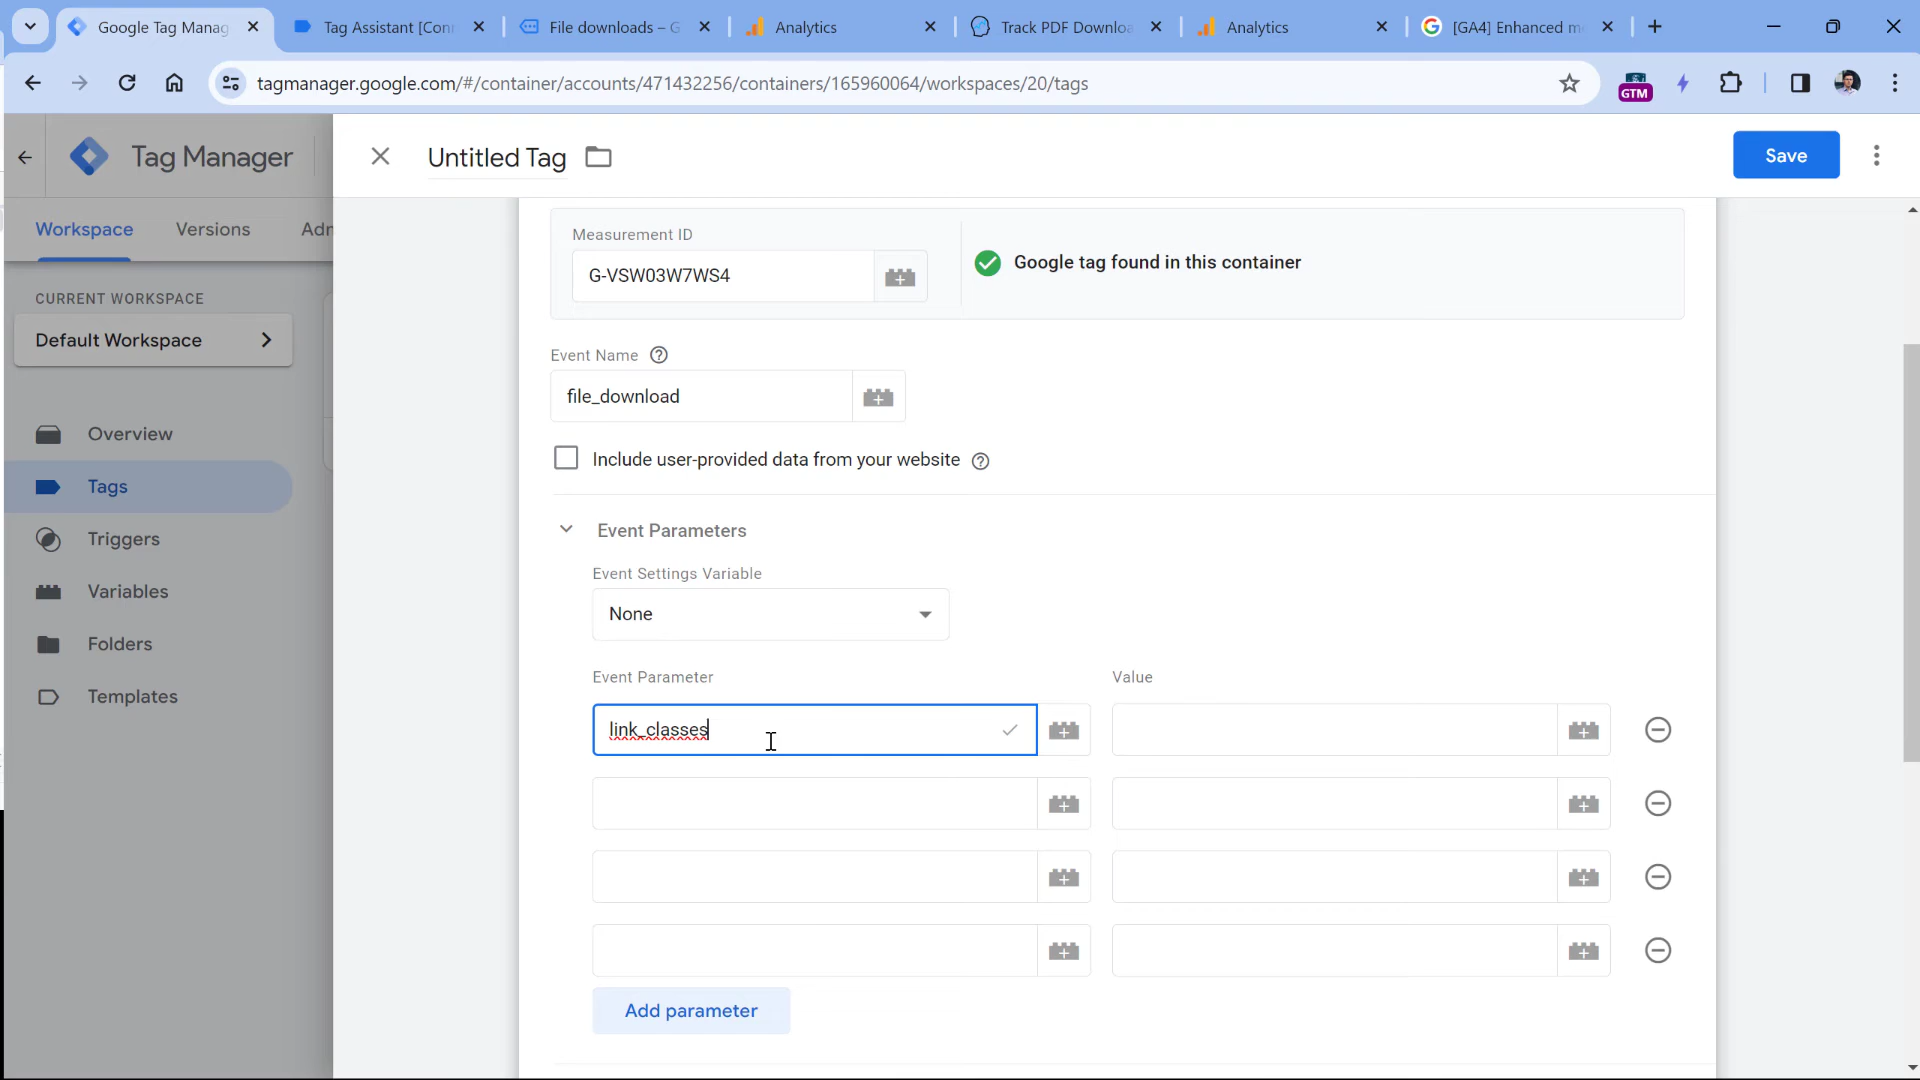 Google Tag Manag
Tag Assistant [Con
File downloads – G
Analytics
Track PDF Downloa
Analytics
[GA4] Enhanced me
tagmanager.google.com/#/container/accounts/471432256/containers/165960064/workspaces/20/tags
GTM
Tag Manager
Untitled Tag
Save
Workspace
Versions
Adn
CURRENT WORKSPACE
Default Workspace
Overview
Tags
Triggers
Variables
Folders
Templates
Measurement ID
G-VSW03W7WS4
Google tag found in this container
Event Name
file_download
Include user-provided data from your website
Event Parameters
Event Settings Variable
None
Event Parameter
Value
link_classes
Add parameter